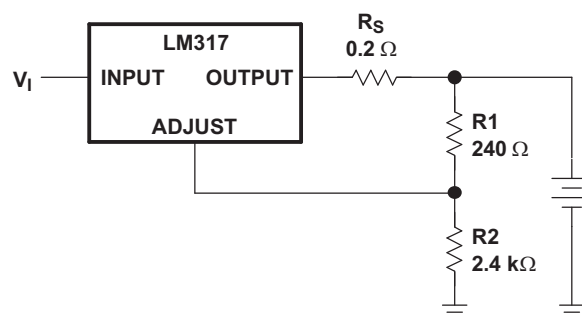 LM317
V_I
INPUT
OUTPUT
ADJUST
R_S
0.2 Ω
R1
240 Ω
R2
2.4 kΩ